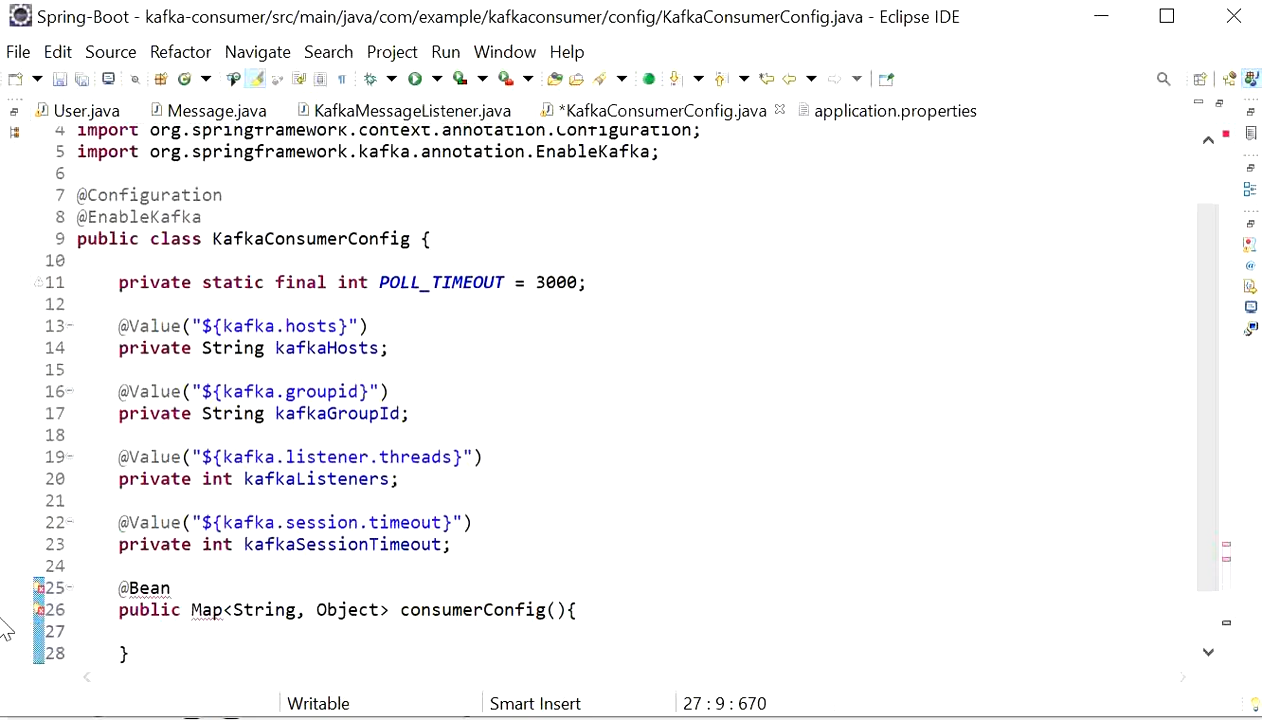 Spring-Boot - kafka-consumer/src/main/java/com/example/kafkaconsumer/config/KafkaConsumerConfig.java - Eclipse IDE
File Edit Source Refactor Navigate Search Project Run Window Help
User.java Message.java KafkaMessageListener.java *KafkaConsumerConfig.java application.properties
4 import org.springframework.context.annotation.Configuration;
5 import org.springframework.kafka.annotation.EnableKafka;
6
7 @Configuration
8 @EnableKafka
9 public class KafkaConsumerConfig {
10
11 private static final int POLL_TIMEOUT = 3000;
12
13 @Value("${kafka.hosts}")
14 private String kafkaHosts;
15
16 @Value("${kafka.groupid}")
17 private String kafkaGroupId;
18
19 @Value("${kafka.listener.threads}")
20 private int kafkaListeners;
21
22 @Value("${kafka.session.timeout}")
23 private int kafkaSessionTimeout;
24
25 @Bean
26 public Map<String, Object> consumerConfig(){
27
28 }
Writable Smart Insert 27 : 9 : 670